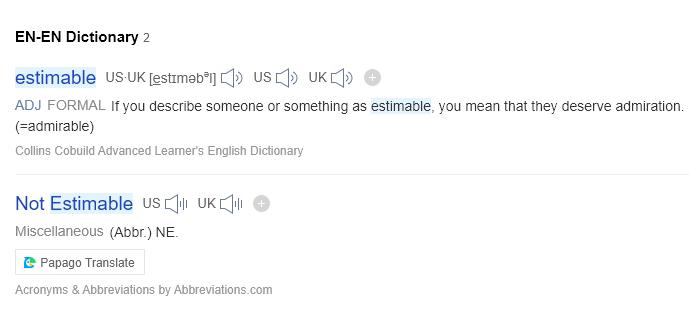 EN-EN Dictionary 2
estimable US·UK [estɪməbᵊl] US UK
ADJ FORMAL If you describe someone or something as estimable, you mean that they deserve admiration.
(=admirable)
Collins Cobuild Advanced Learner's English Dictionary
Not Estimable US UK
Miscellaneous (Abbr.) NE.
Papago Translate
Acronyms & Abbreviations by Abbreviations.com